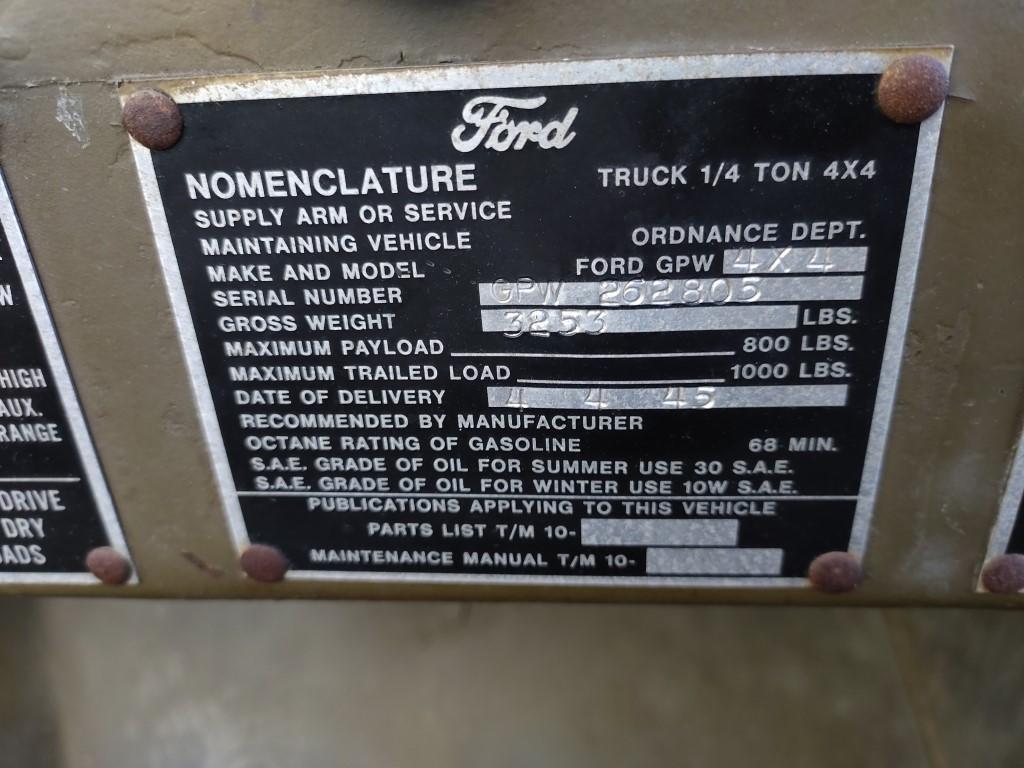 Ford
NOMENCLATURE TRUCK 1/4 TON 4X4
SUPPLY ARM OR SERVICE
MAINTAINING VEHICLE ORDNANCE DEPT.
MAKE AND MODEL FORD GPW 4X4
SERIAL NUMBER GPW 262805
GROSS WEIGHT 3253 LBS.
MAXIMUM PAYLOAD 800 LBS.
MAXIMUM TRAILED LOAD 1000 LBS.
DATE OF DELIVERY 4 4 45
RECOMMENDED BY MANUFACTURER
OCTANE RATING OF GASOLINE 68 MIN.
S.A.E. GRADE OF OIL FOR SUMMER USE 30 S.A.E.
S.A.E. GRADE OF OIL FOR WINTER USE 10W S.A.E.
PUBLICATIONS APPLYING TO THIS VEHICLE
PARTS LIST T/M 10-
MAINTENANCE MANUAL T/M 10-
HIGH
AUX.
RANGE
DRIVE
DRY